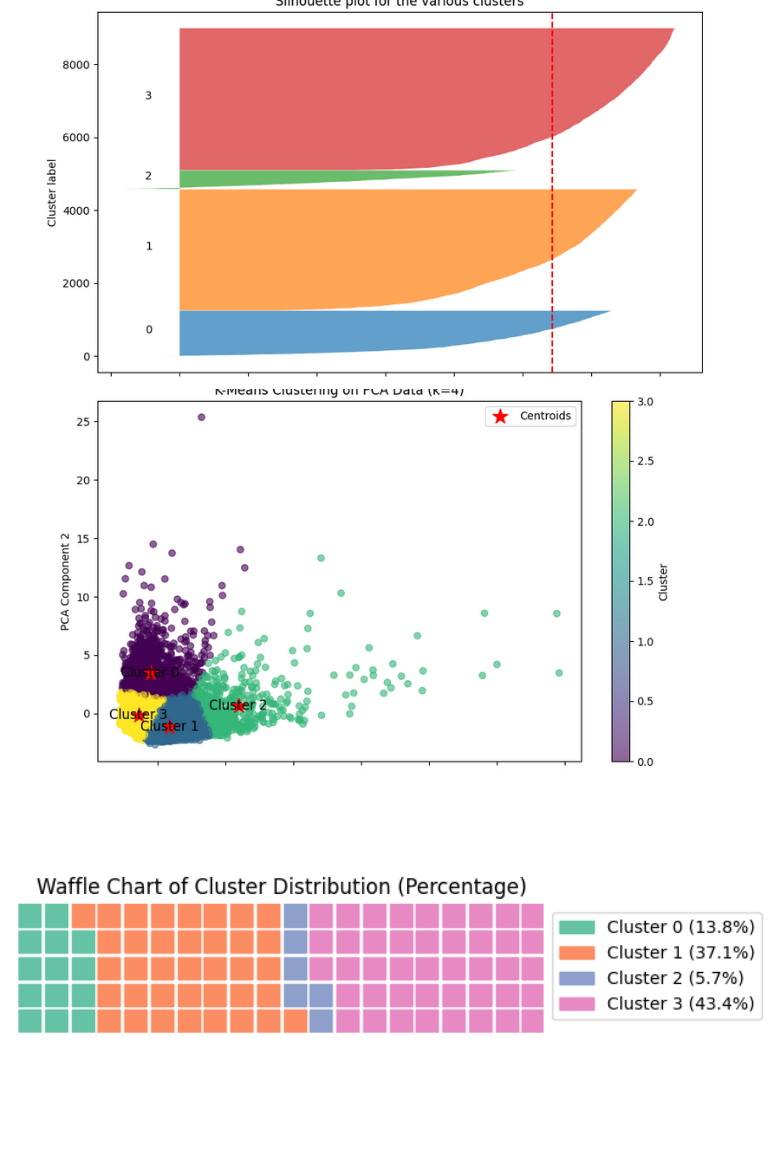 Silhouette plot for the various clusters
8000
3
6000
2
4000
Cluster label
1
2000
0
0
K-Means Clustering on PCA Data (k=4)
25
Centroids
3.0
20
2.5
15
2.0
PCA Component 2
10
1.5
Cluster
5
1.0
Cluster 0
Cluster 2
0
Cluster 3
Cluster 1
0.5
0.0
Waffle Chart of Cluster Distribution (Percentage)
Cluster 0 (13.8%)
Cluster 1 (37.1%)
Cluster 2 (5.7%)
Cluster 3 (43.4%)